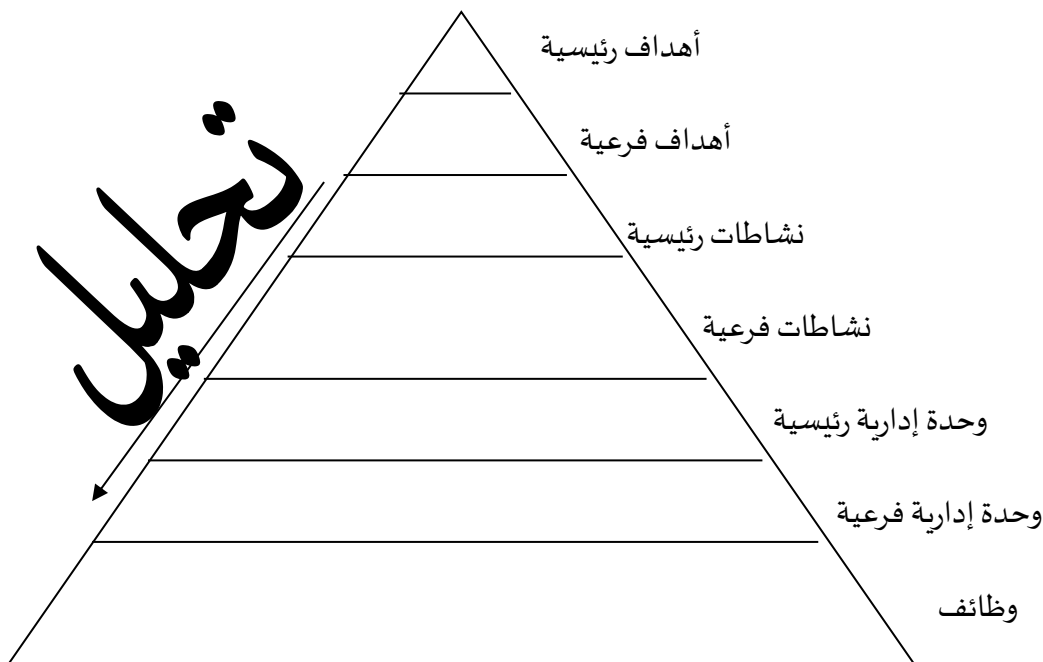 أهداف رئيسية
أهداف فرعية
تحليل
نشاطات رئيسية
نشاطات فرعية
وحدة إدارية رئيسية
وحدة إدارية فرعية
وظائف